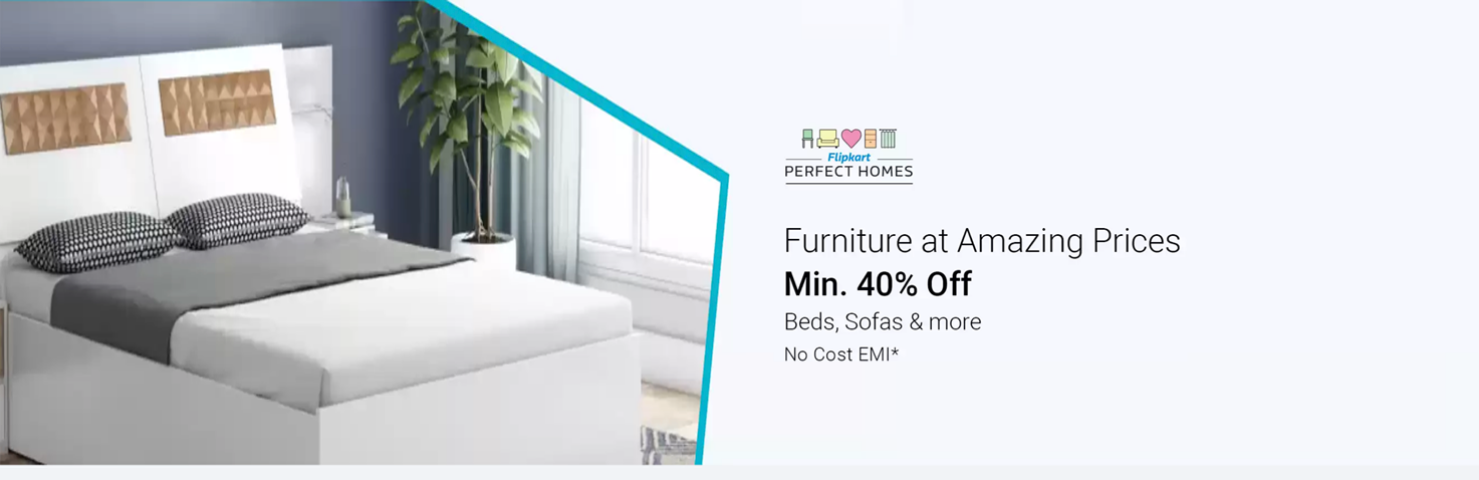 Flipkart
PERFECT HOMES
Furniture at Amazing Prices
Min. 40% Off
Beds, Sofas & more
No Cost EMI*